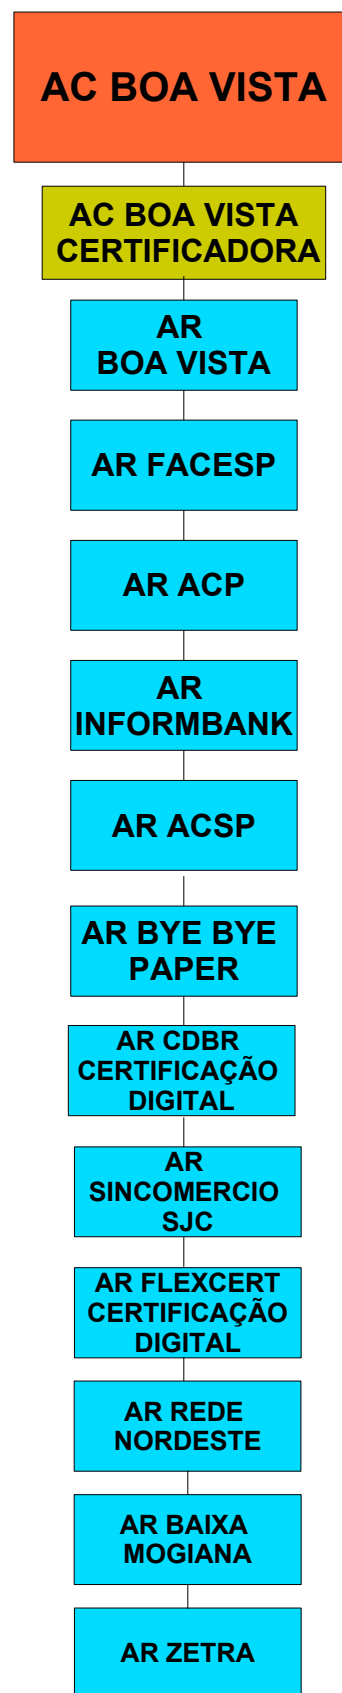 AC BOA VISTA
AC BOA VISTA
CERTIFICADORA
AR
BOA VISTA
AR FACESP
AR ACP
AR
INFORMBANK
AR ACSP
AR BYE BYE
PAPER
AR CDBR
CERTIFICAÇÃO
DIGITAL
AR
SINCOMERCIO
SJC
AR FLEXCERT
CERTIFICAÇÃO
DIGITAL
AR REDE
NORDESTE
AR BAIXA
MOGIANA
AR ZETRA